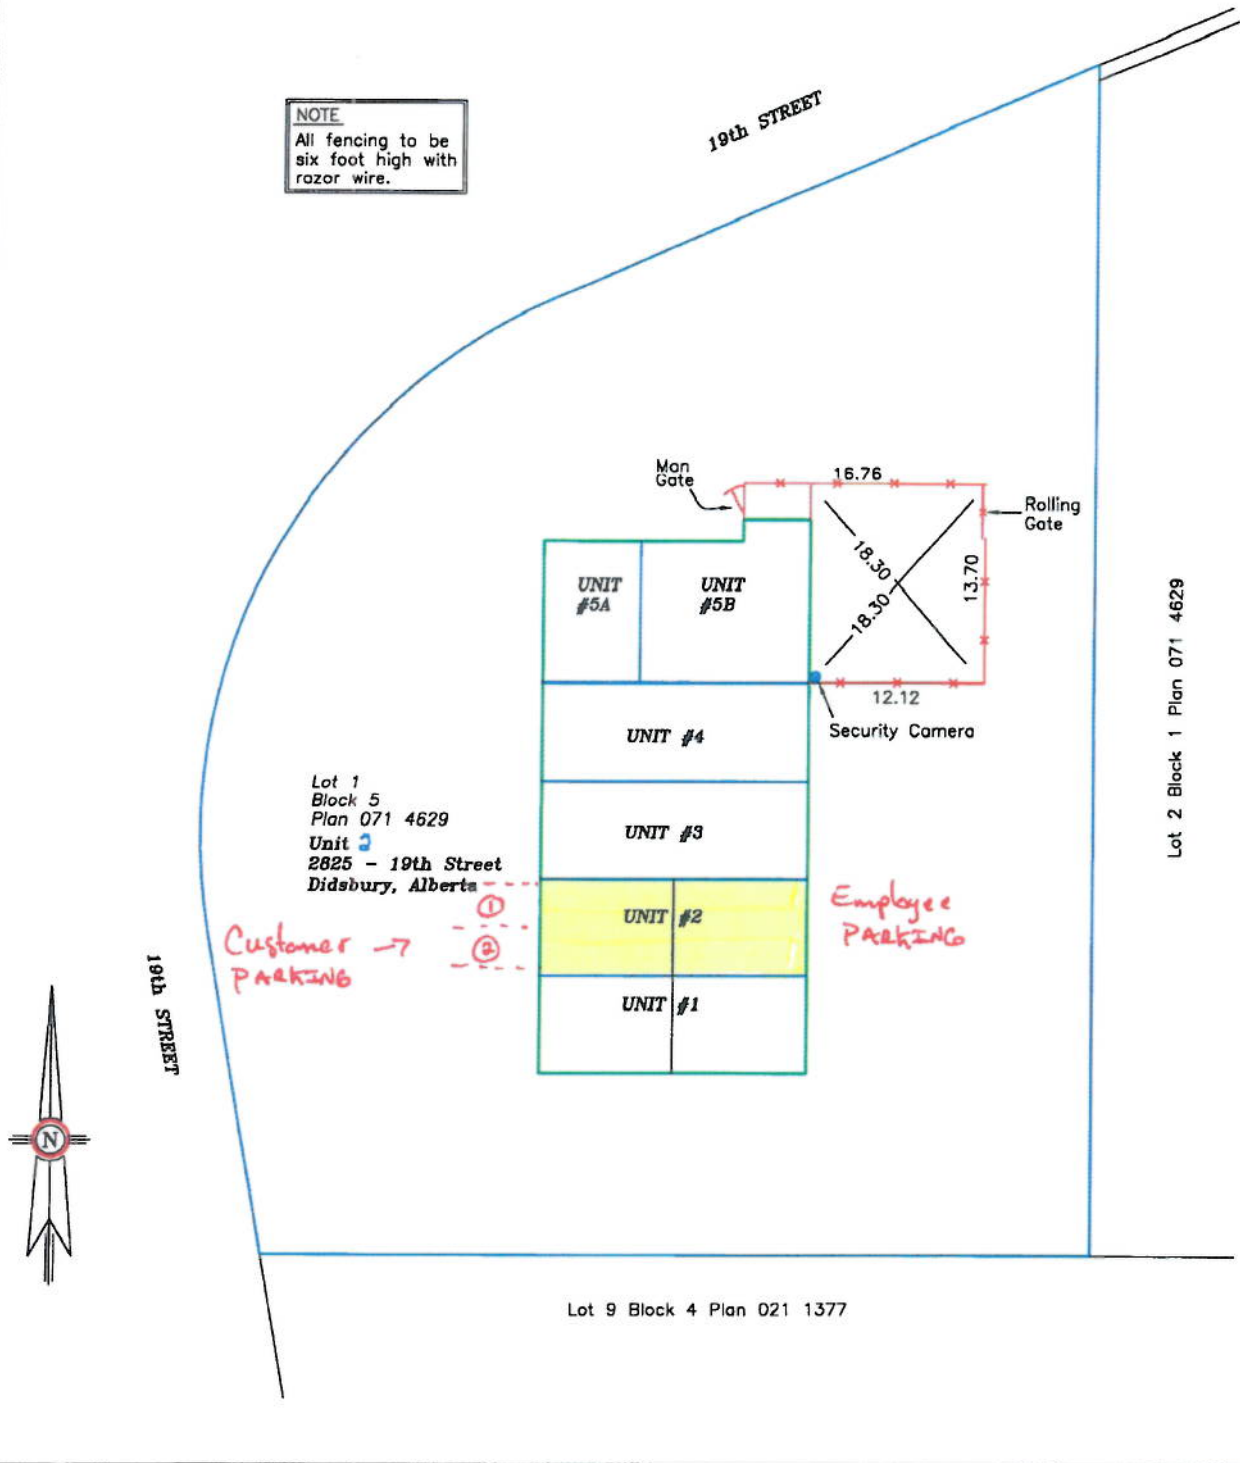 19th STREET
NOTE
All fencing to be
six foot high with
razor wire.
Man
Gate
16.76
Rolling
Gate
18.30
18.30
13.70
UNIT
#5A
UNIT
#5B
12.12
Security Camera
UNIT #4
Lot 2 Block 1 Plan 071 4629
Lot 1
Block 5
Plan 071 4629
Unit 2
2825 - 19th Street
Didsbury, Alberta
UNIT #3
1
UNIT #2
Employee
PARKING
Customer →
PARKING
2
UNIT #1
19th STREET
N
Lot 9 Block 4 Plan 021 1377